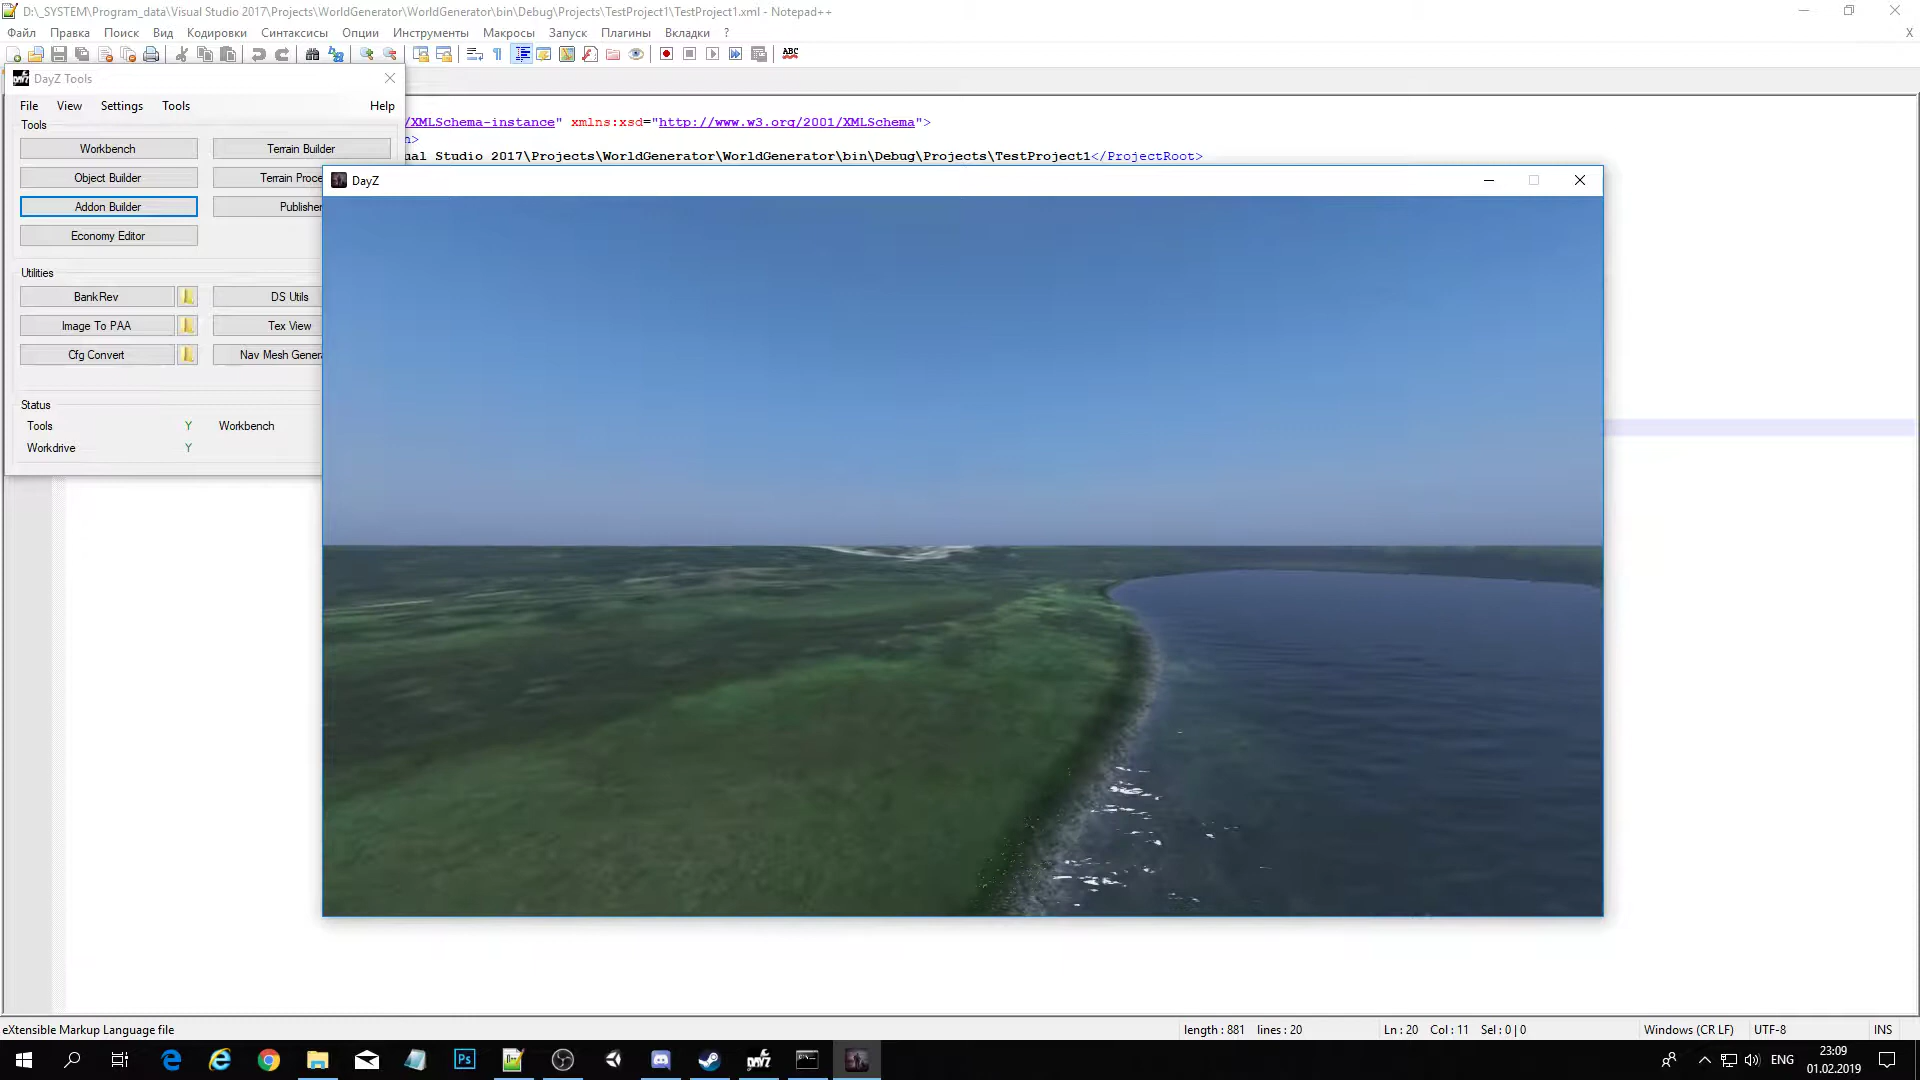 D:\_SYSTEM\Program_data\Visual Studio 2017\Projects\WorldGenerator\WorldGenerator\bin\Debug\Projects\TestProject1\TestProject1.xml - Notepad++
Файл Правка Поиск Вид Кодировки Синтаксисы Опции Инструменты Макросы Запуск Плагины Вкладки ? X
ABC
DayZ Tools
File View Settings Tools Help
Tools
Workbench Terrain Builder
Object Builder Terrain Proce
Addon Builder Publisher
Economy Editor
Utilities
BankRev DS Utils
Image To PAA Tex View
Cfg Convert Nav Mesh Genera
Status
Tools Y Workbench
Workdrive Y
/XMLSchema-instance" xmlns:xsd="http://www.w3.org/2001/XMLSchema">
n>
ual Studio 2017\Projects\WorldGenerator\WorldGenerator\bin\Debug\Projects\TestProject1</ProjectRoot>
DayZ
eXtensible Markup Language file length : 881 lines : 20 Ln : 20 Col : 11 Sel : 0 | 0 Windows (CR LF) UTF-8 INS
Ps DAYZ ENG 23:09
01.02.2019